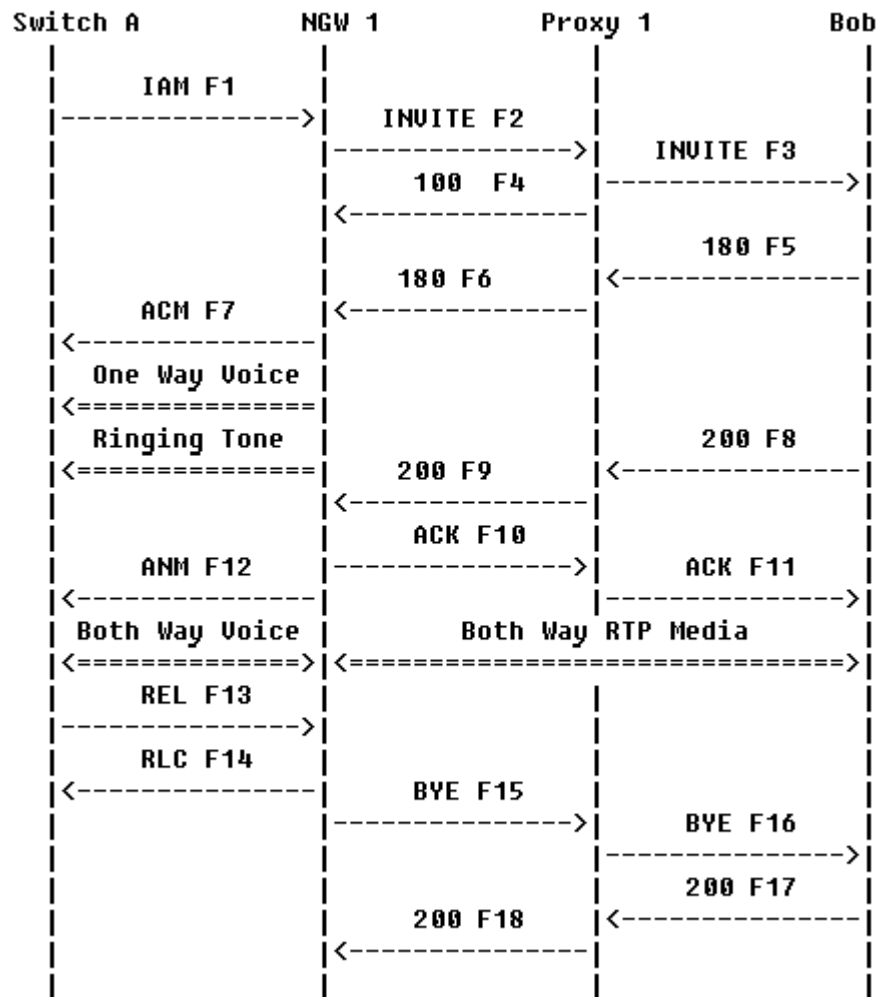 Switch A NGW 1 Proxy 1 Bob
IAM F1
INVITE F2
INVITE F3
100 F4
180 F5
180 F6
ACM F7
One Way Voice
Ringing Tone 200 F8
200 F9
ACK F10
ANM F12 ACK F11
Both Way Voice Both Way RTP Media
REL F13
RLC F14
BYE F15
BYE F16
200 F17
200 F18